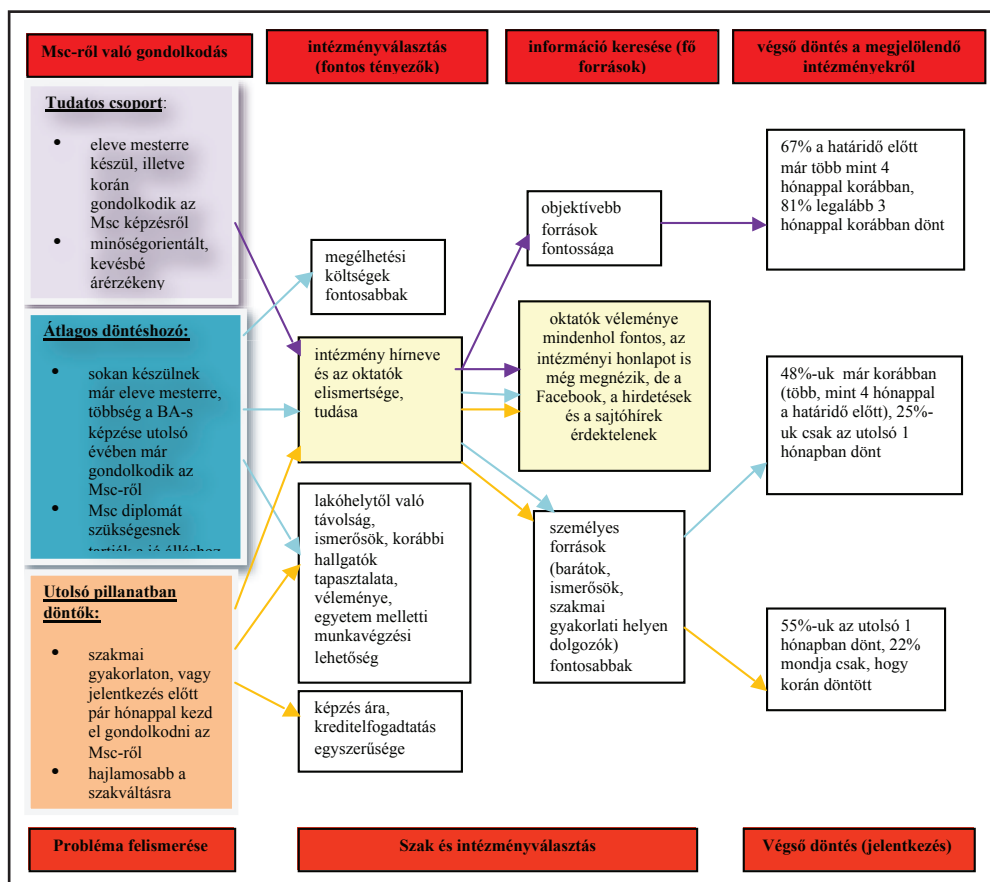 Msc-ről való gondolkodás
intézményválasztás
(fontos tényezők)
információ keresése (fő
források)
végső döntés a megjelölendő
intézményekről
Tudatos csoport:
• eleve mesterre
készül, illetve
korán
gondolkodik az
Msc képzésről
• minőségorientált,
kevésbé
árérzékeny
Átlagos döntéshozó:
• sokan készülnek
már eleve mesterre,
többség a BA-s
képzése utolsó
évében már
gondolkodik az
Msc-ről
• Msc diplomát
szükségesnek
tartják a jó álláshoz
Utolsó pillanatban
döntők:
• szakmai
gyakorlaton, vagy
jelentkezés előtt
pár hónappal kezd
el gondolkodni az
Msc-ről
• hajlamosabb a
szakváltásra
megélhetési
költségek
fontosabbak
intézmény hírneve
és az oktatók
elismertsége,
tudása
lakóhelytől való
távolság,
ismerősök, korábbi
hallgatók
tapasztalata,
véleménye,
egyetem melletti
munkavégzési
lehetőség
képzés ára,
kreditelfogadtatás
egyszerűsége
objektívebb
források
fontossága
oktatók véleménye
mindenhol fontos, az
intézményi honlapot is
még megnézik, de a
Facebook, a hirdetések
és a sajtóhírek
érdektelenek
személyes
források
(barátok,
ismerősök,
szakmai
gyakorlati helyen
dolgozók)
fontosabbak
67% a határidő előtt
már több mint 4
hónappal korábban,
81% legalább 3
hónappal korábban dönt
48%-uk már korábban
(több, mint 4 hónappal
a határidő előtt), 25%-
uk csak az utolsó 1
hónapban dönt
55%-uk az utolsó 1
hónapban dönt, 22%
mondja csak, hogy
korán döntött
Probléma felismerése
Szak és intézményválasztás
Végső döntés (jelentkezés)